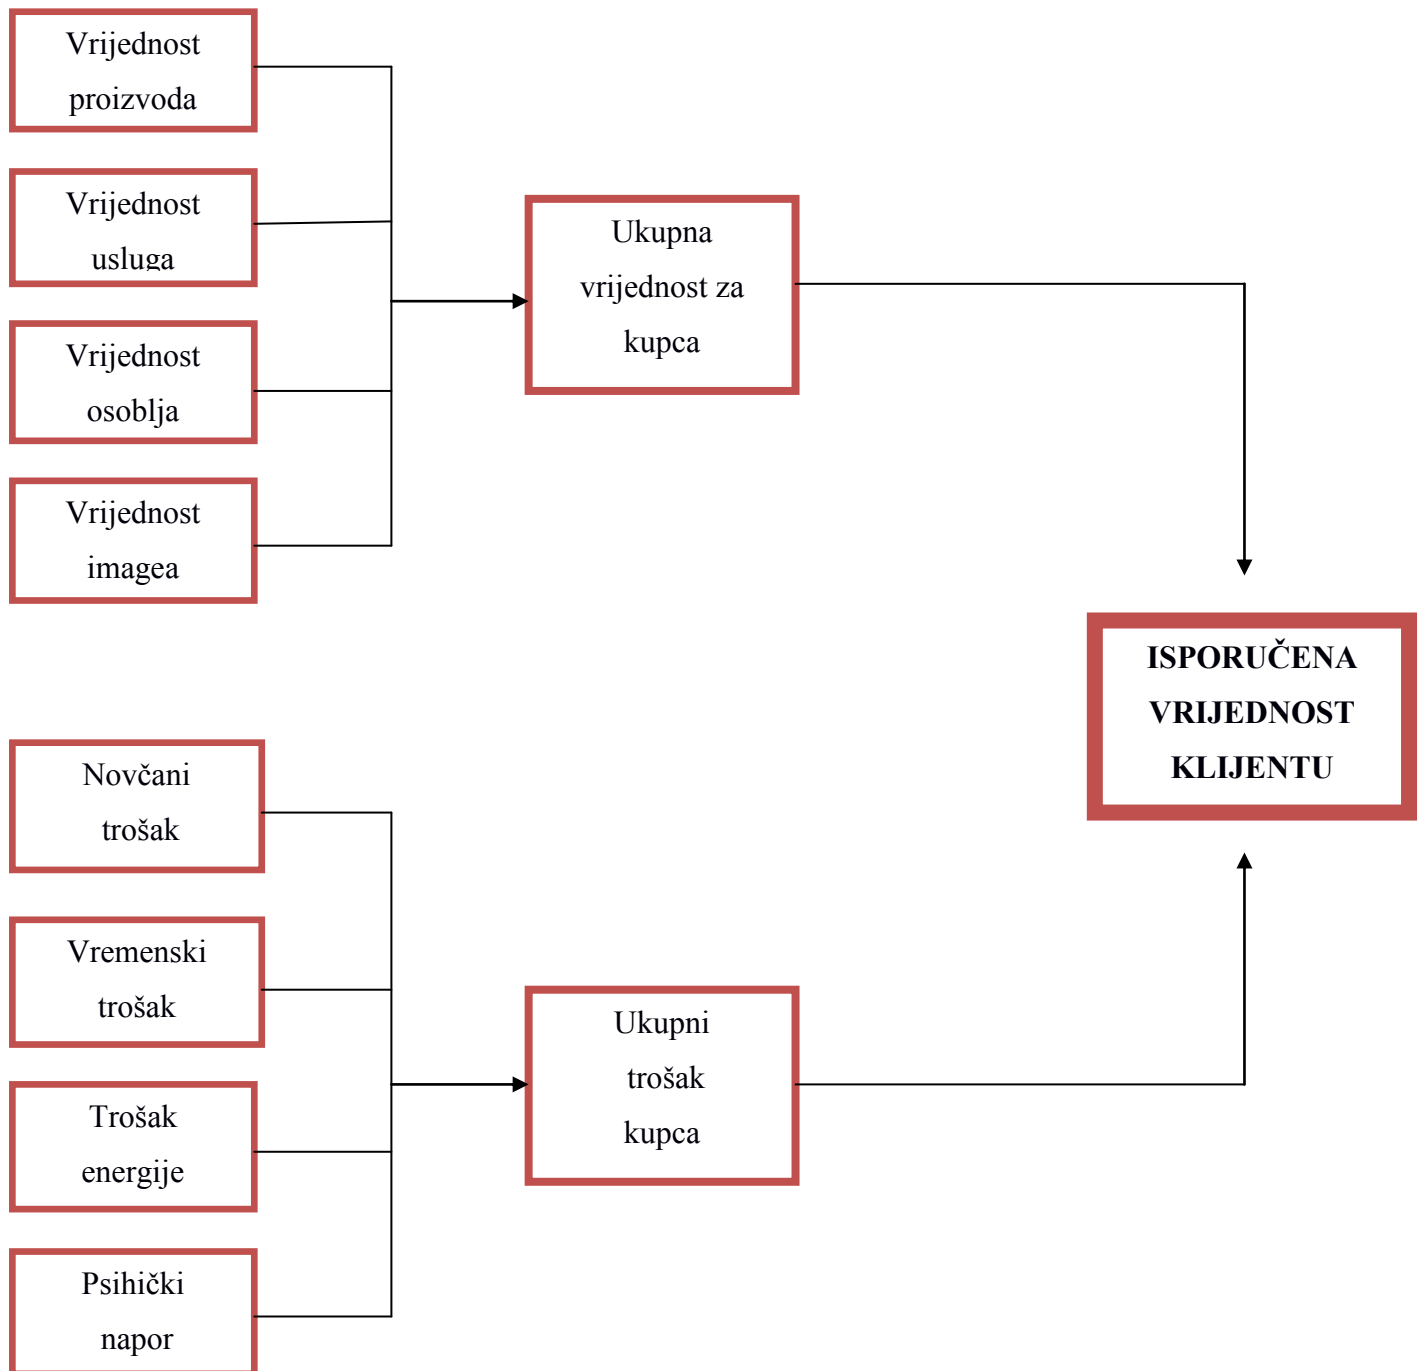 Vrijednost
proizvoda
Vrijednost
usluga
Vrijednost
osoblja
Vrijednost
imagea
Ukupna
vrijednost za
kupca
ISPORUČENA
VRIJEDNOST
KLIJENTU
Novčani
trošak
Vremenski
trošak
Trošak
energije
Psihički
napor
Ukupni
trošak
kupca